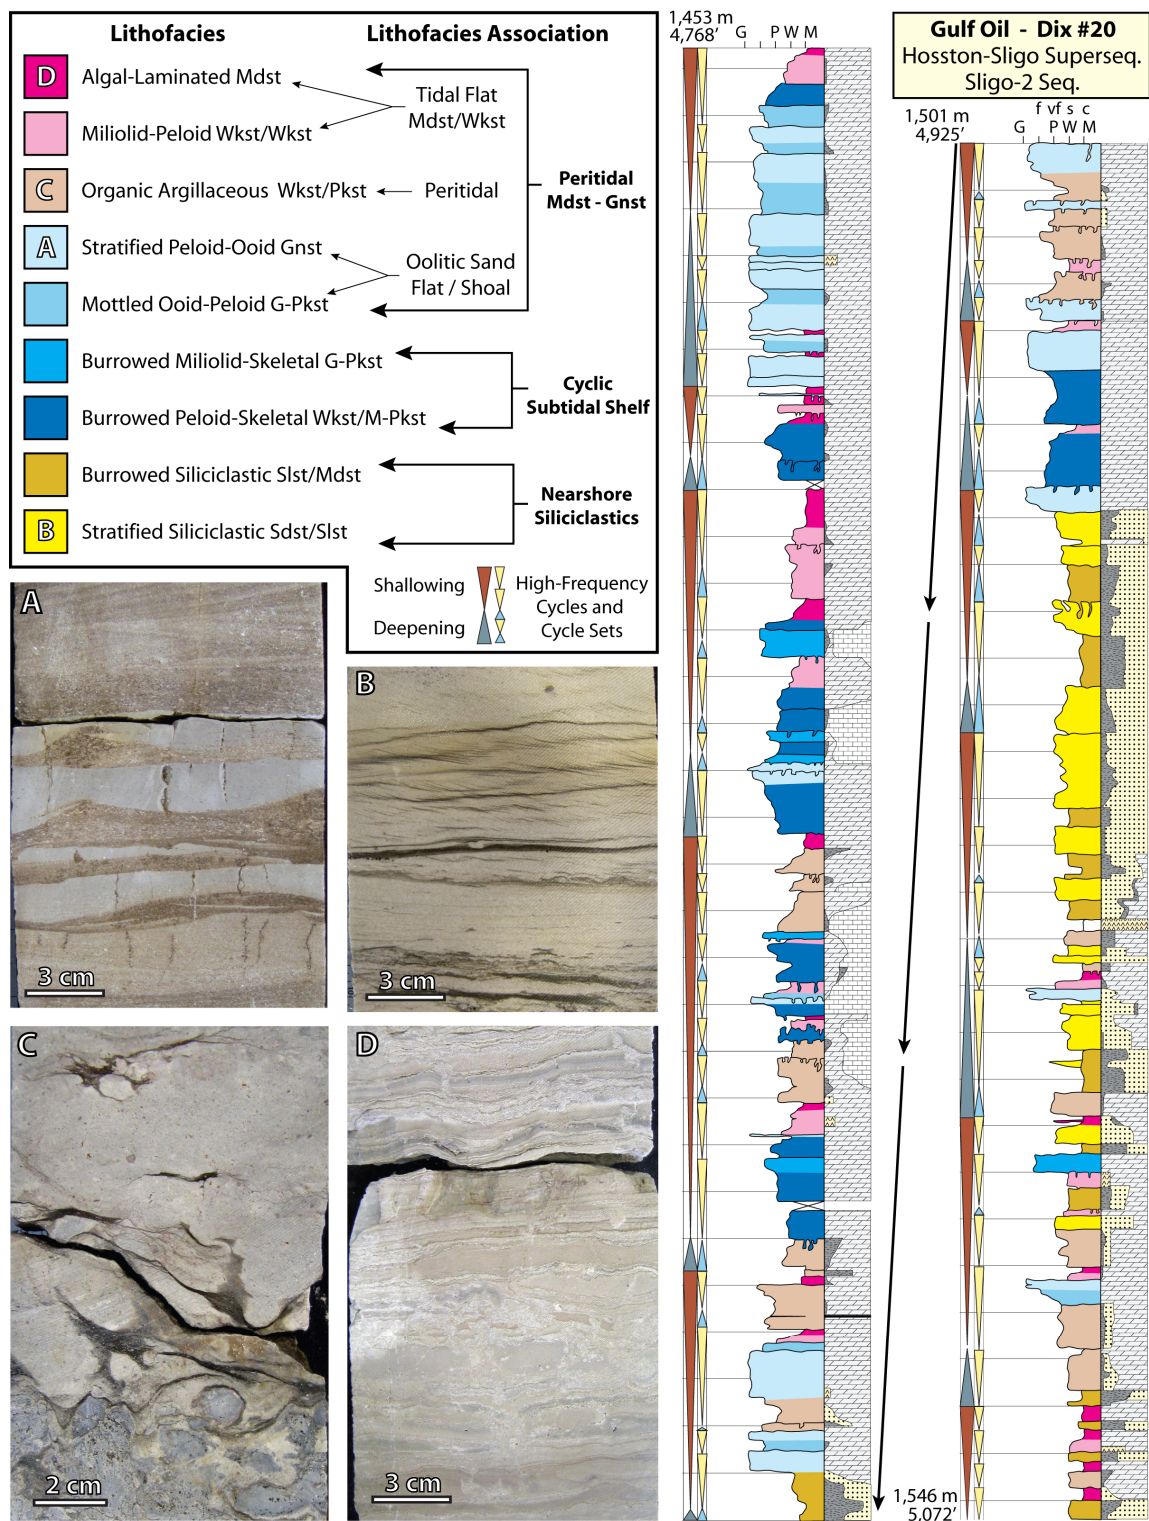 Lithofacies
Lithofacies Association
D
Algal-Laminated Mdst
Miliolid-Peloid Wkst/Wkst
Tidal Flat
Mdst/Wkst
C
Organic Argillaceous Wkst/Pkst
Peritidal
Peritidal
Mdst - Gnst
A
Stratified Peloid-Ooid Gnst
Mottled Ooid-Peloid G-Pkst
Oolitic Sand
Flat / Shoal
Burrowed Miliolid-Skeletal G-Pkst
Burrowed Peloid-Skeletal Wkst/M-Pkst
Cyclic
Subtidal Shelf
Burrowed Siliciclastic Slst/Mdst
B
Stratified Siliciclastic Sdst/Slst
Nearshore
Siliciclastics
Shallowing
Deepening
High-Frequency
Cycles and
Cycle Sets
A
3 cm
B
3 cm
C
2 cm
D
3 cm
1,453 m
4,768'
G P W M
Gulf Oil - Dix #20
Hosston-Sligo Superseq.
Sligo-2 Seq.
1,501 m
4,925'
f vf s c
G P W M
1,546 m
5,072'